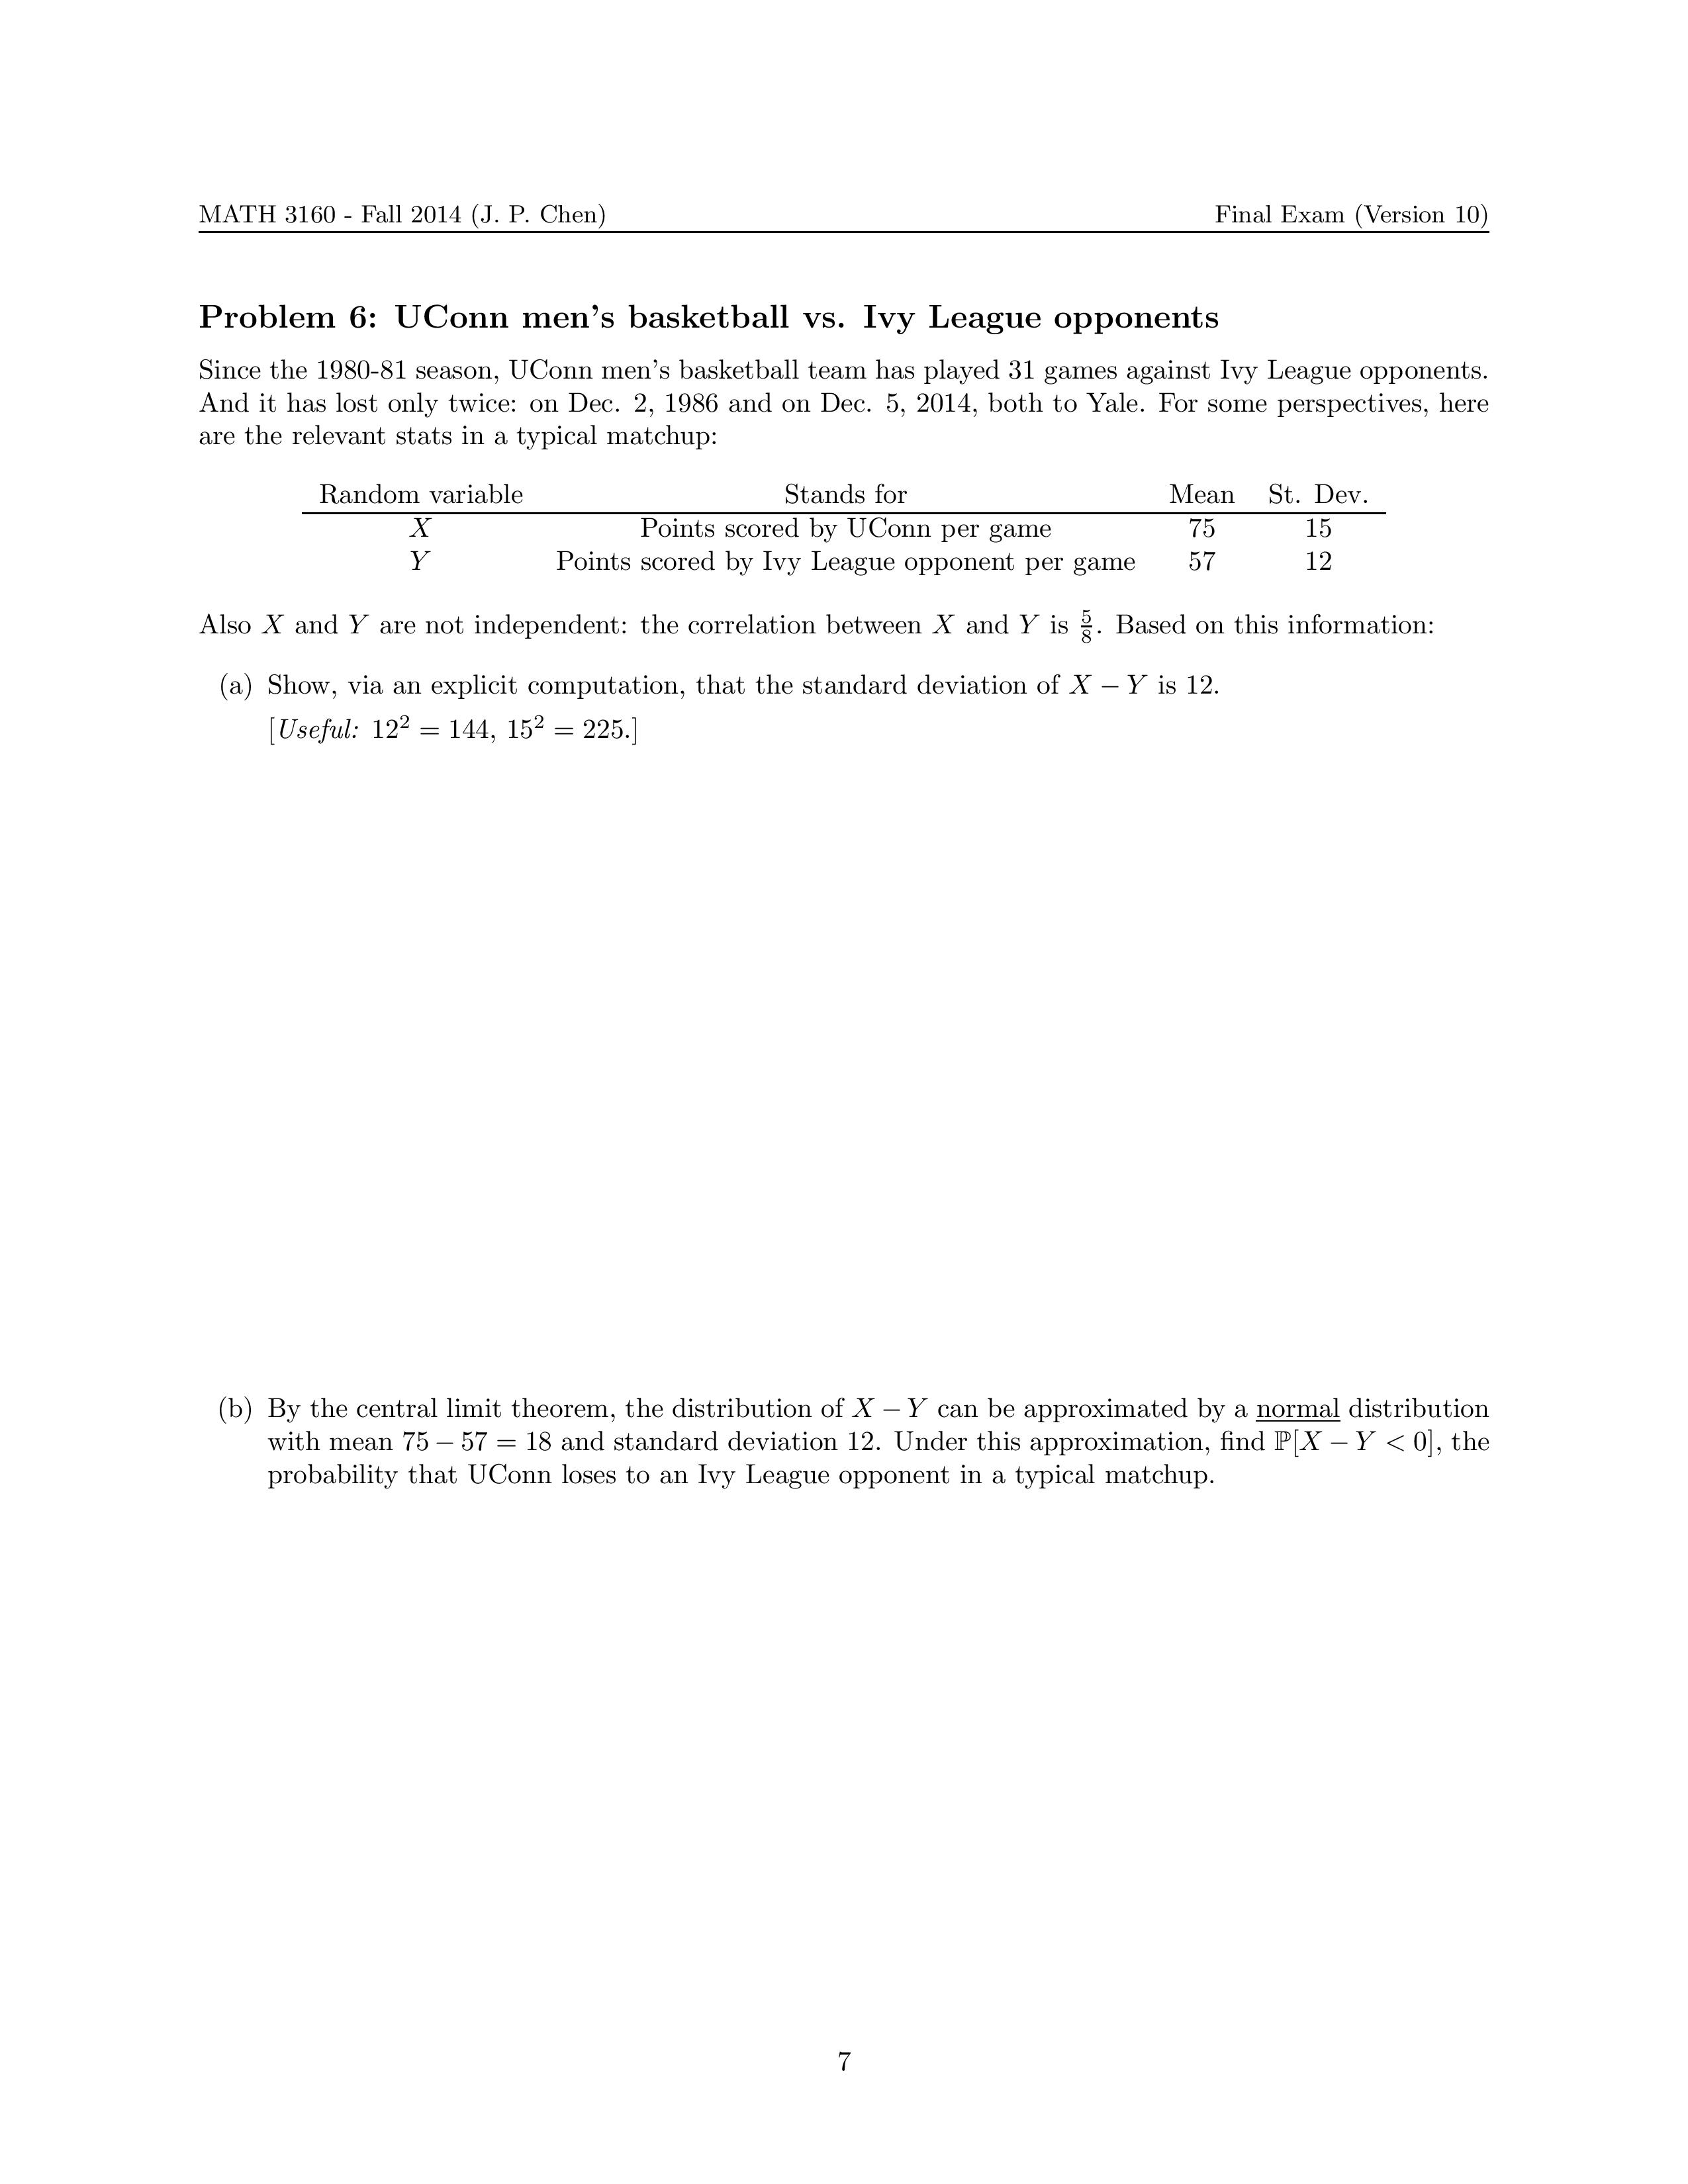 MATH 3160 - Fall 2014 (J. P. Chen) Final Exam (Version 10)
Problem 6: UConn men's basketball vs. Ivy League opponents
Since the 1980-81 season, UConn men's basketball team has played 31 games against Ivy League opponents.
And it has lost only twice: on Dec. 2, 1986 and on Dec. 5, 2014, both to Yale. For some perspectives, here
are the relevant stats in a typical matchup:
Random variable Stands for Mean St. Dev.
X Points scored by UConn per game 75 15
Y Points scored by Ivy League opponent per game 57 12
Also X and Y are not independent: the correlation between X and Y is 5/8. Based on this information:
(a) Show, via an explicit computation, that the standard deviation of X − Y is 12.
[Useful: 12² = 144, 15² = 225.]
(b) By the central limit theorem, the distribution of X − Y can be approximated by a normal distribution
with mean 75 − 57 = 18 and standard deviation 12. Under this approximation, find ℙ[X − Y < 0], the
probability that UConn loses to an Ivy League opponent in a typical matchup.
7